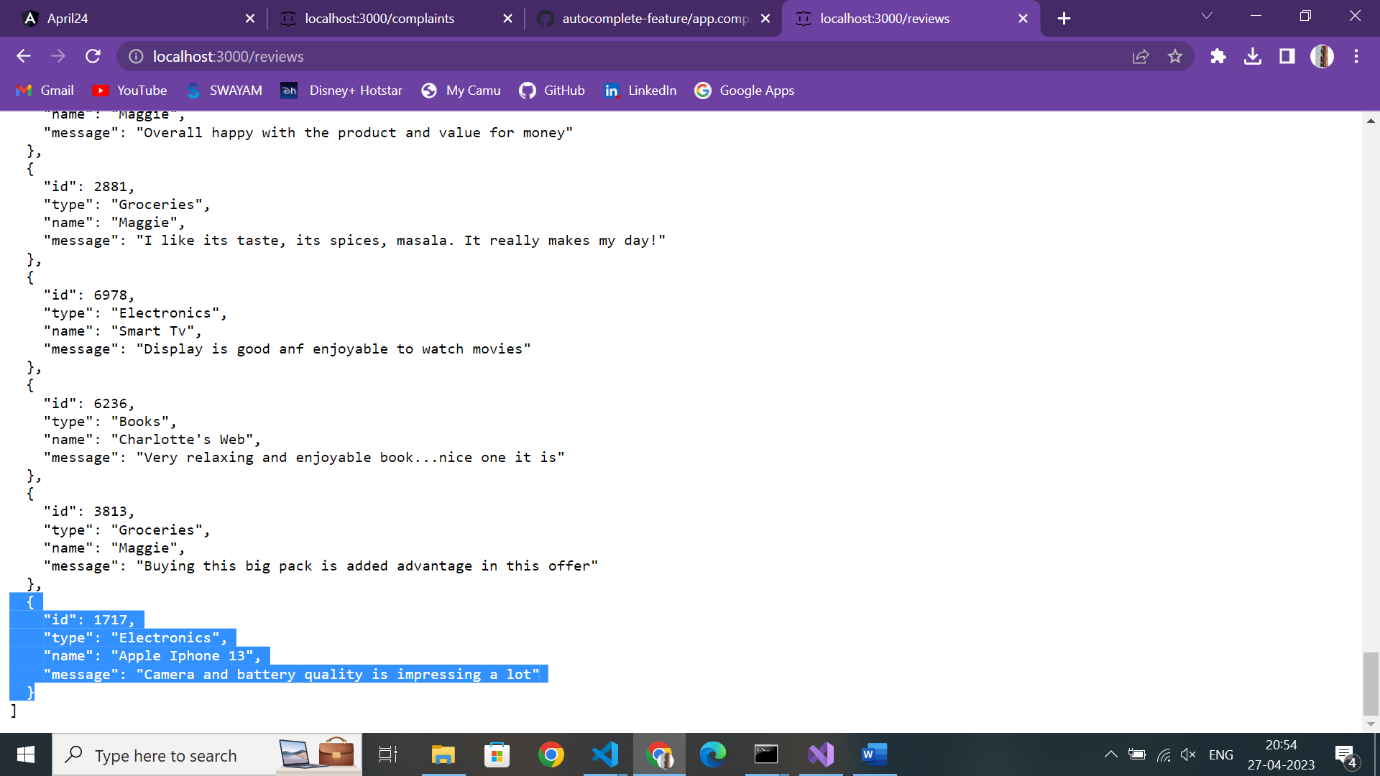 April24
localhost:3000/complaints
autocomplete-feature/app.comp
localhost:3000/reviews
localhost:3000/reviews
Gmail
YouTube
SWAYAM
Disney+ Hotstar
My Camu
GitHub
LinkedIn
Google Apps
"name": "Maggie",
"message": "Overall happy with the product and value for money"
},
{
"id": 2881,
"type": "Groceries",
"name": "Maggie",
"message": "I like its taste, its spices, masala. It really makes my day!"
},
{
"id": 6978,
"type": "Electronics",
"name": "Smart Tv",
"message": "Display is good anf enjoyable to watch movies"
},
{
"id": 6236,
"type": "Books",
"name": "Charlotte's Web",
"message": "Very relaxing and enjoyable book...nice one it is"
},
{
"id": 3813,
"type": "Groceries",
"name": "Maggie",
"message": "Buying this big pack is added advantage in this offer"
},
{
"id": 1717,
"type": "Electronics",
"name": "Apple Iphone 13",
"message": "Camera and battery quality is impressing a lot"
}
]
Type here to search
ENG
20:54
27-04-2023
4